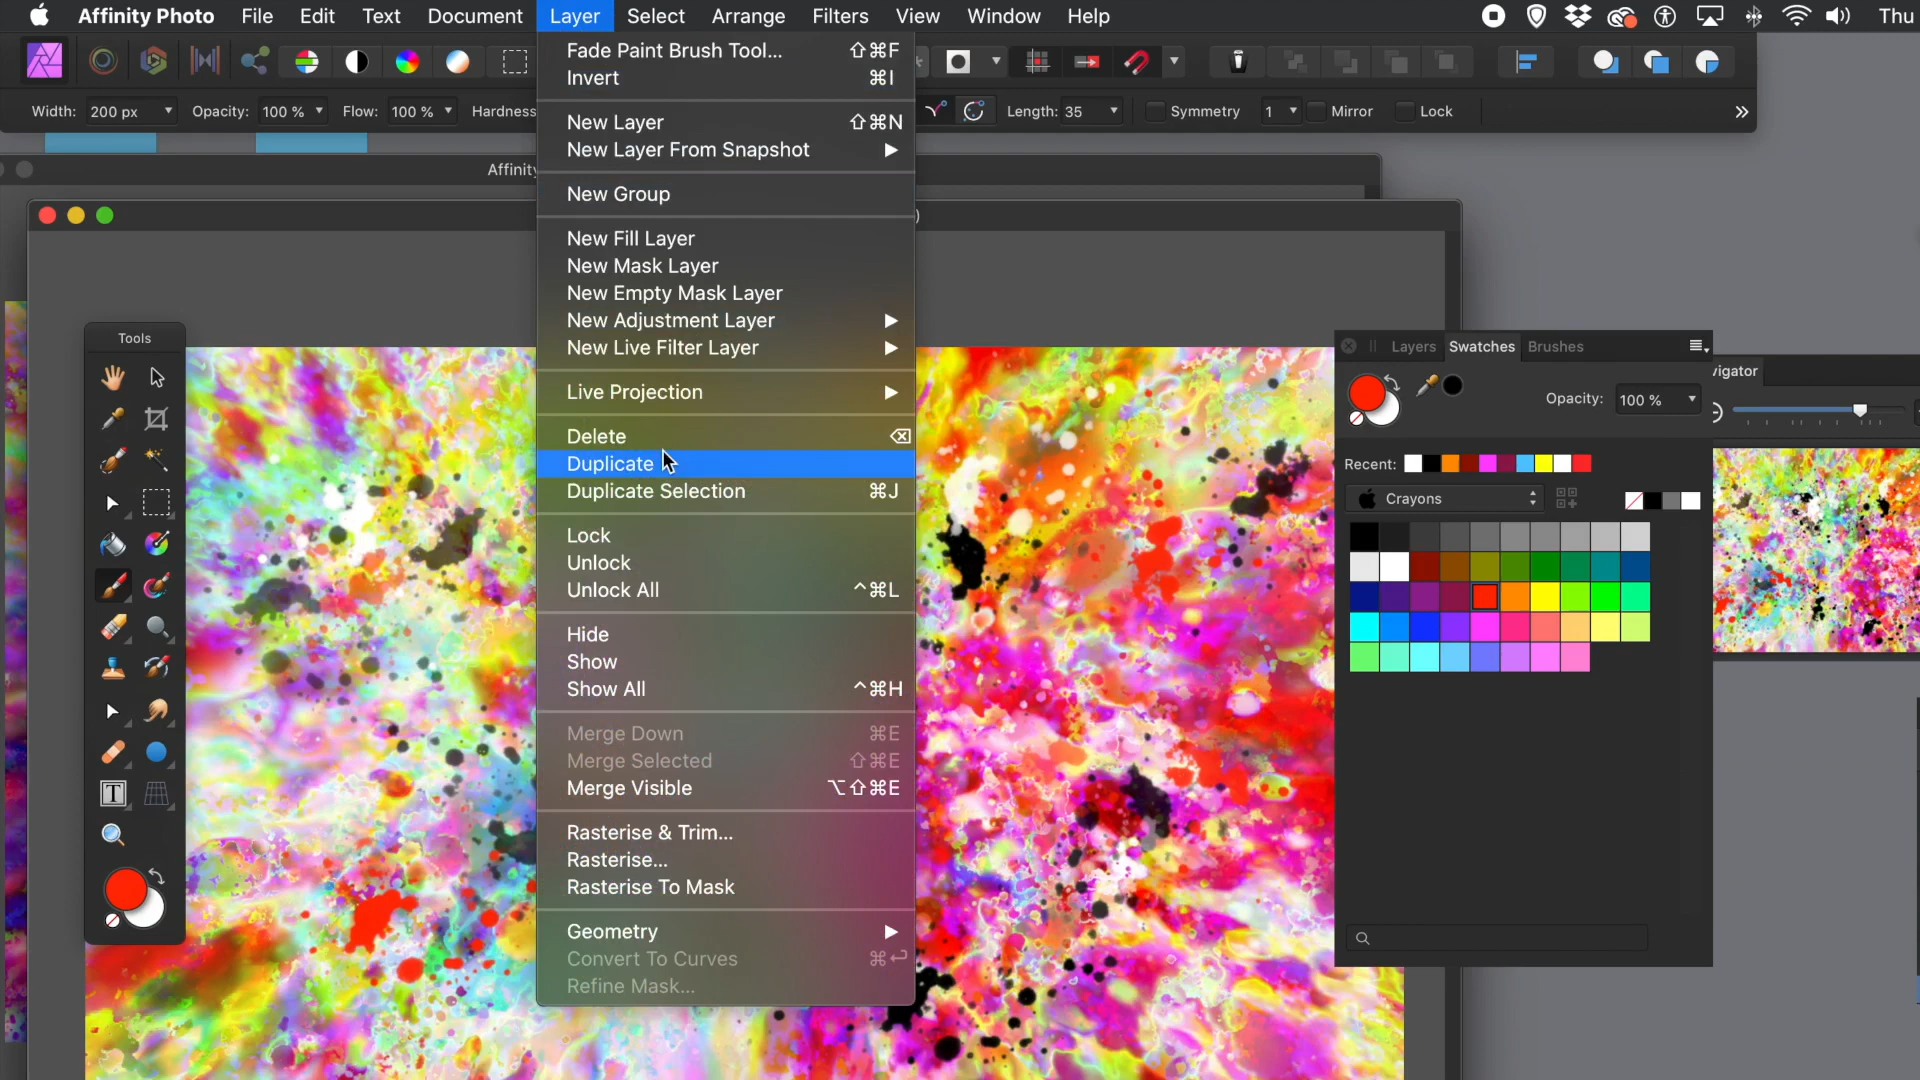 Affinity Photo File Edit Text Document Layer Select Arrange Filters View Window Help Thu
Width: 200 px Opacity: 100 % Flow: 100 % Hardness Length: 35 Symmetry 1 Mirror Lock
Affinity
Fade Paint Brush Tool... ⇧⌘F
Invert ⌘I
New Layer ⇧⌘N
New Layer From Snapshot
New Group
New Fill Layer
New Mask Layer
New Empty Mask Layer
New Adjustment Layer
New Live Filter Layer
Live Projection
Delete ⌫
Duplicate
Duplicate Selection ⌘J
Lock
Unlock
Unlock All ^⌘L
Hide
Show
Show All ^⌘H
Merge Down ⌘E
Merge Selected ⇧⌘E
Merge Visible ⌥⇧⌘E
Rasterise & Trim...
Rasterise...
Rasterise To Mask
Geometry
Convert To Curves ⌘↩
Refine Mask...
Tools
T
Layers Swatches Brushes
Opacity: 100 %
Recent:
Crayons
vigator